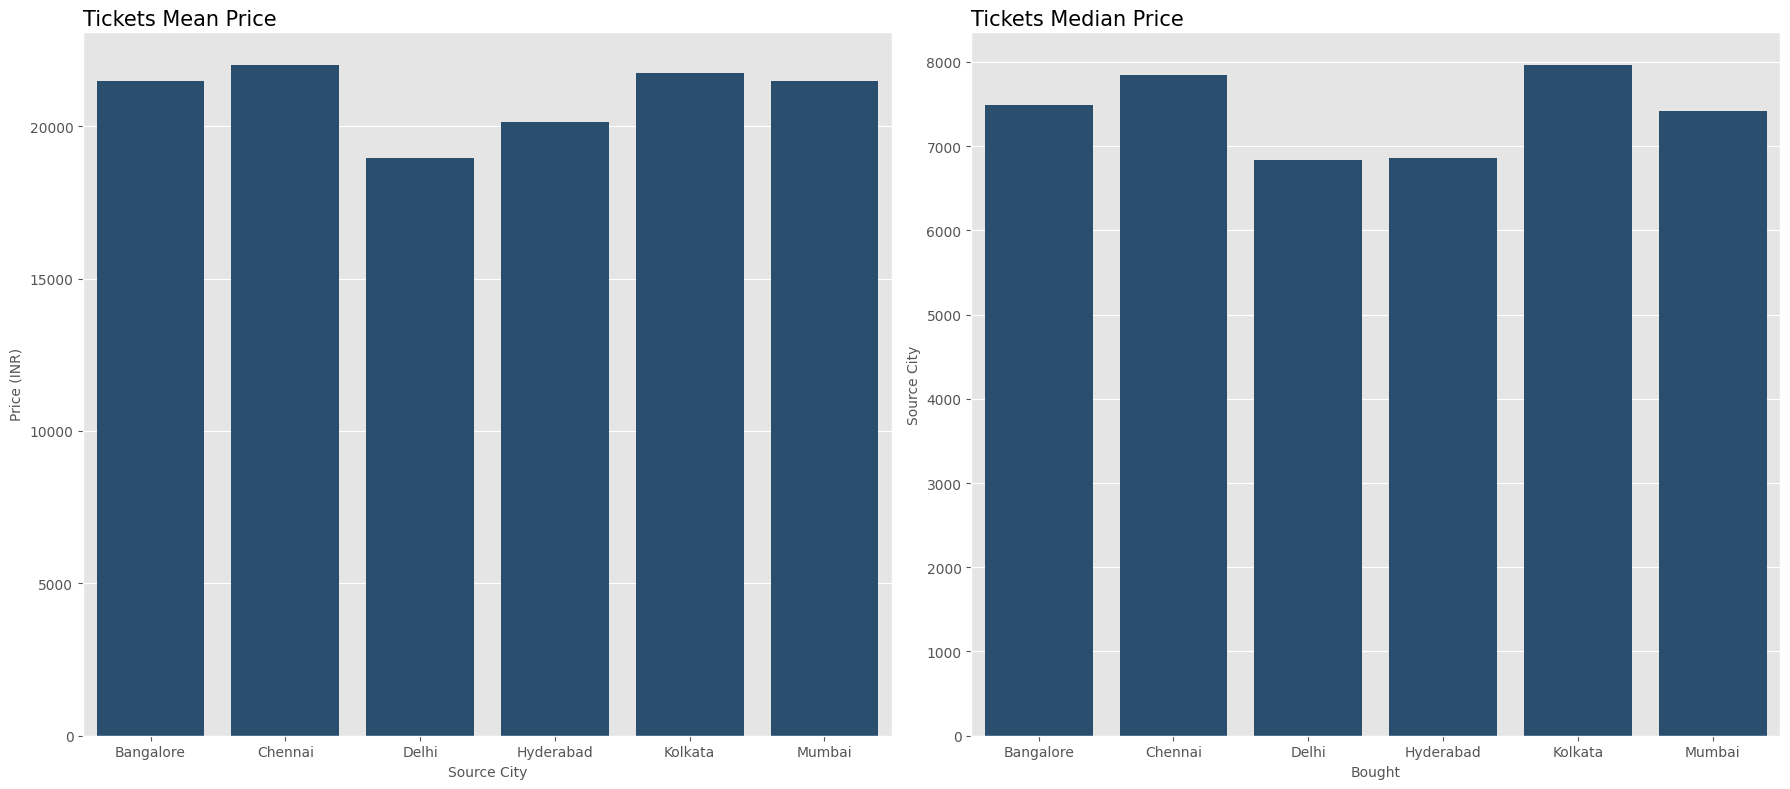 Tickets Mean Price
Price (INR)
20000
15000
10000
5000
0
Bangalore Chennai Delhi Hyderabad Kolkata Mumbai
Source City
Tickets Median Price
Source City
8000
7000
6000
5000
4000
3000
2000
1000
0
Bangalore Chennai Delhi Hyderabad Kolkata Mumbai
Bought